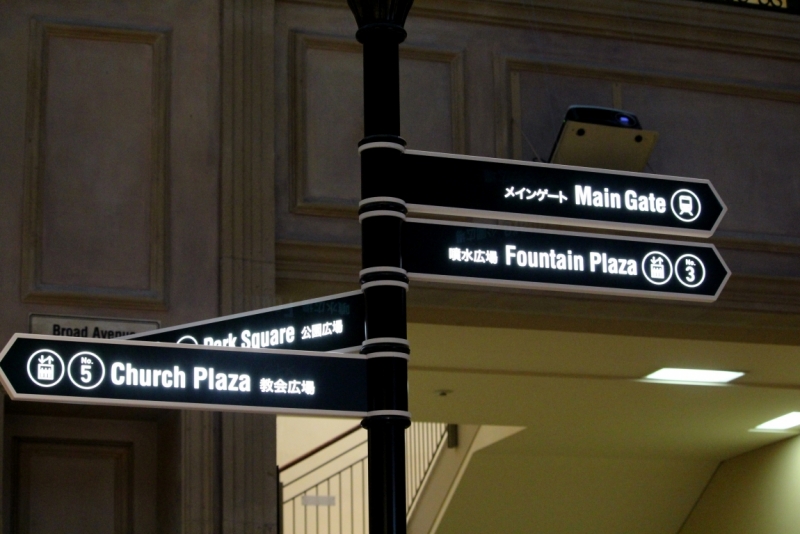 メインゲート Main Gate
噴水広場 Fountain Plaza No. 3
Park Square 公園広場
Broad Avenue
No. 5 Church Plaza 教会広場